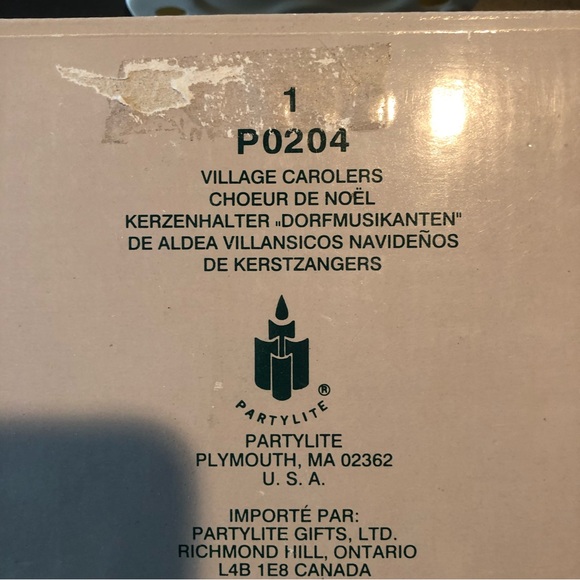 1
P0204
VILLAGE CAROLERS
CHOEUR DE NOËL
KERZENHALTER „DORFMUSIKANTEN"
DE ALDEA VILLANSICOS NAVIDEÑOS
DE KERSTZANGERS
PARTYLITE®
PARTYLITE
PLYMOUTH, MA 02362
U. S. A.
IMPORTÉ PAR:
PARTYLITE GIFTS, LTD.
RICHMOND HILL, ONTARIO
L4B 1E8 CANADA